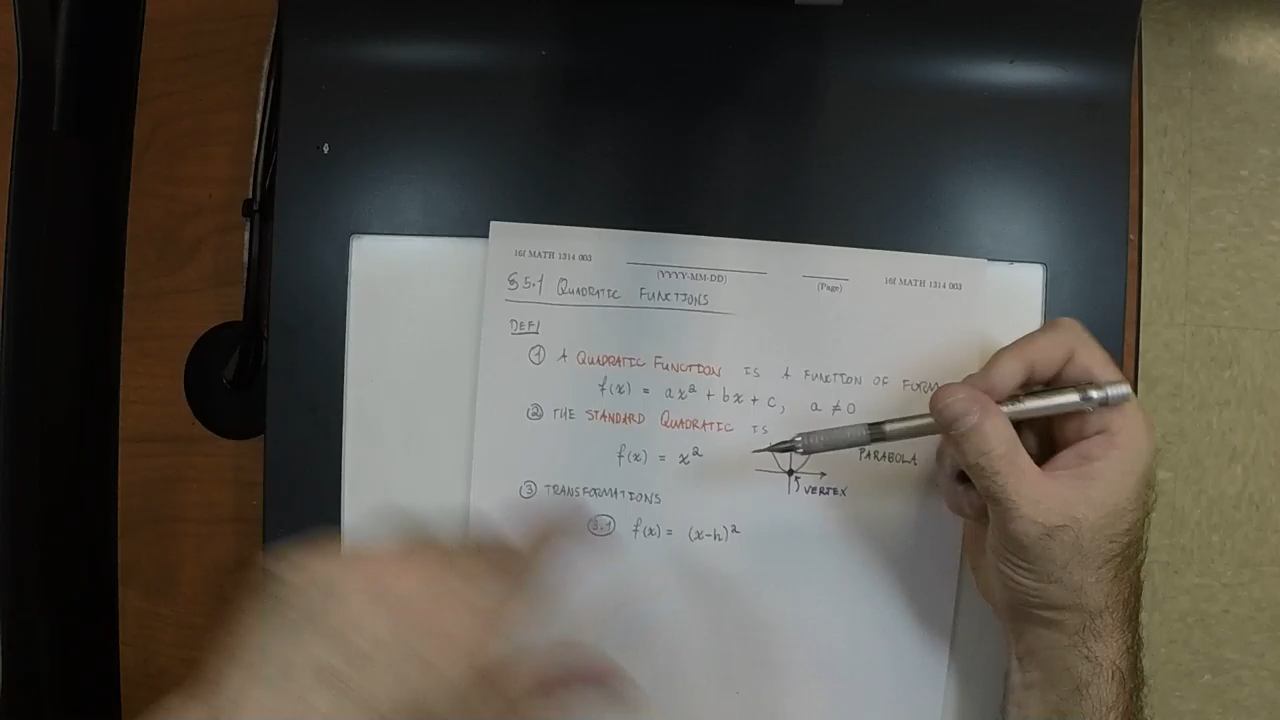 16f MATH 1314 003
(YYYY-MM-DD)
(Page)
16f MATH 1314 003
§5.1 QUADRATIC FUNCTIONS
DEF/
① A QUADRATIC FUNCTION IS A FUNCTION OF FORM
f(x) = ax² + bx + c, a ≠ 0
② THE STANDARD QUADRATIC IS
f(x) = x²
PARABOLA
VERTEX
③ TRANSFORMATIONS
3.1 f(x) = (x-h)²